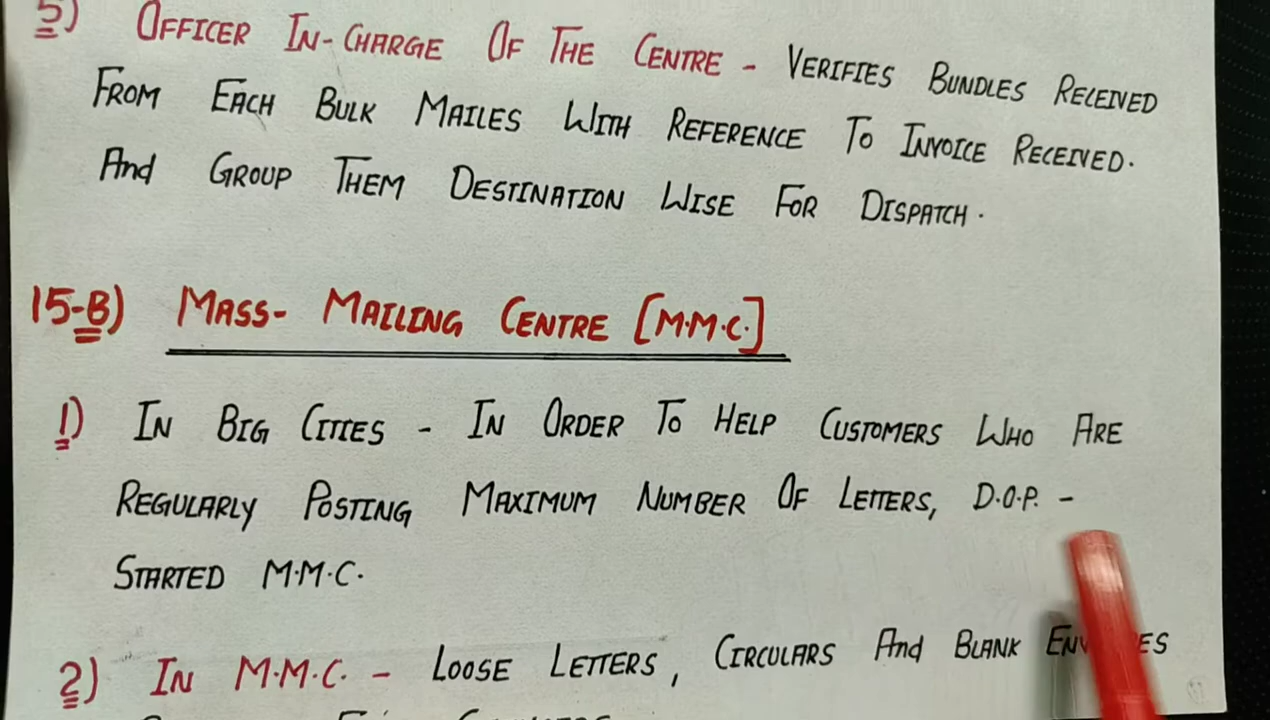 5) OFFICER IN-CHARGE OF THE CENTRE - VERIFIES BUNDLES RECEIVED
FROM EACH BULK MAILES WITH REFERENCE TO INVOICE RECEIVED.
And GROUP THEM DESTINATION WISE FOR DISPATCH.
15-B) MASS-MAILING CENTRE [M.M.C.]
1) IN BIG CITIES - IN ORDER TO HELP CUSTOMERS WHO ARE
REGULARLY POSTING MAXIMUM NUMBER OF LETTERS, D.O.P. -
STARTED M.M.C.
2) IN M.M.C. - LOOSE LETTERS, CIRCULARS And BLANK